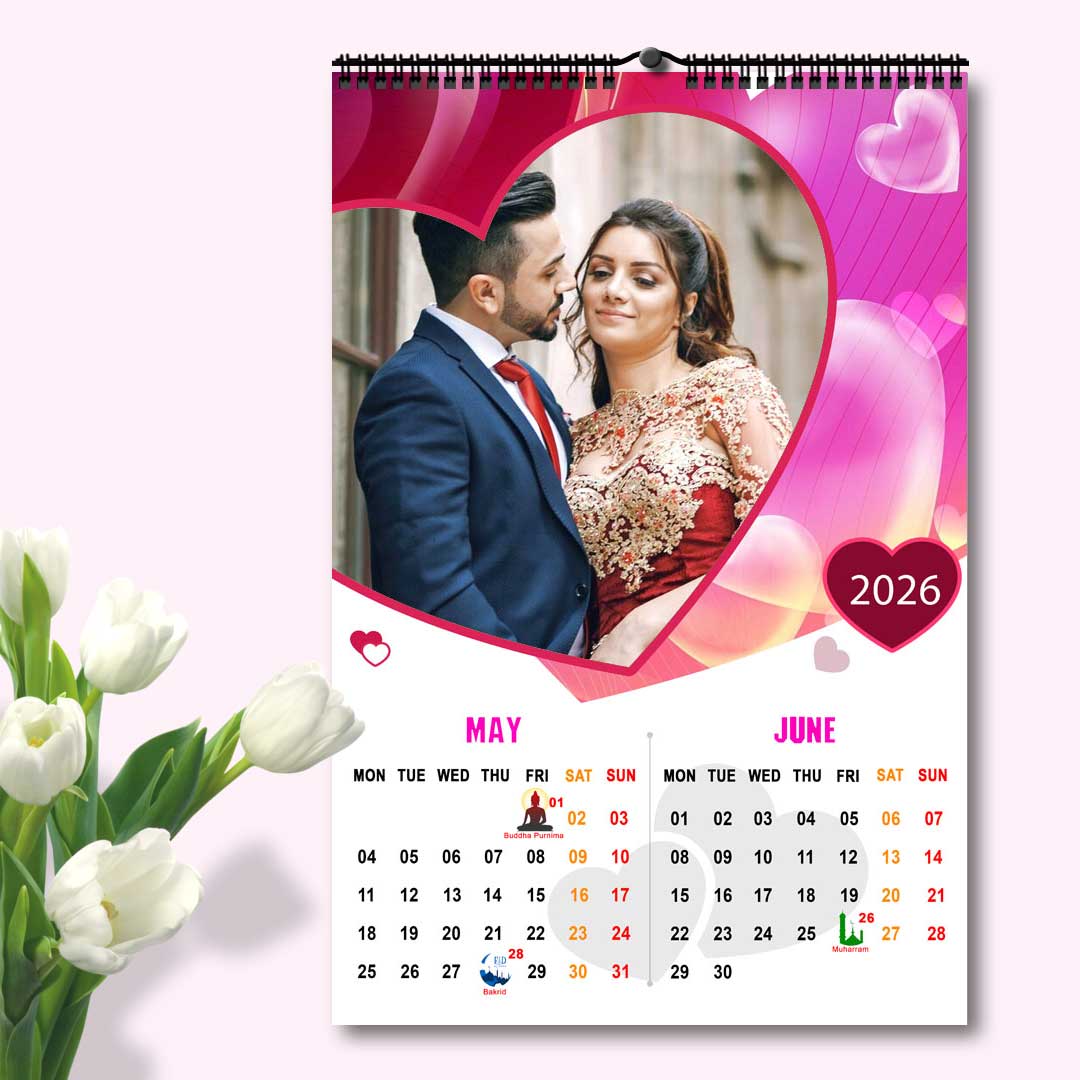 2026
MAY
MON TUE WED THU FRI SAT SUN
01
02 03
Buddha Purnima
04 05 06 07 08 09 10
11 12 13 14 15 16 17
18 19 20 21 22 23 24
28
25 26 27 29 30 31
EID
Bakrid
JUNE
MON TUE WED THU FRI SAT SUN
01 02 03 04 05 06 07
08 09 10 11 12 13 14
15 16 17 18 19 20 21
26
22 23 24 25 27 28
Muharram
29 30